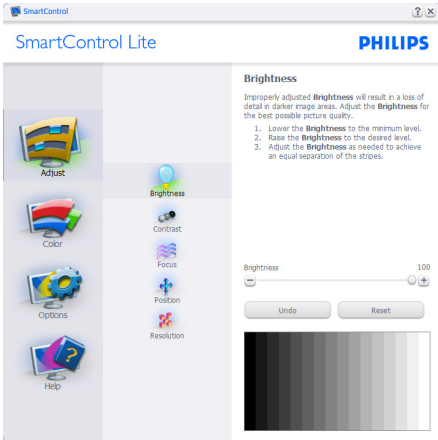 SmartControl
SmartControl Lite
PHILIPS
Adjust
Color
Options
Help
Brightness
Contrast
Focus
Position
Resolution
Brightness
Improperly adjusted Brightness will result in a loss of
detail in darker image areas. Adjust the Brightness for
the best possible picture quality.
1. Lower the Brightness to the minimum level.
2. Raise the Brightness to the desired level.
3. Adjust the Brightness as needed to achieve
an equal separation of the stripes.
Brightness 100
Undo Reset